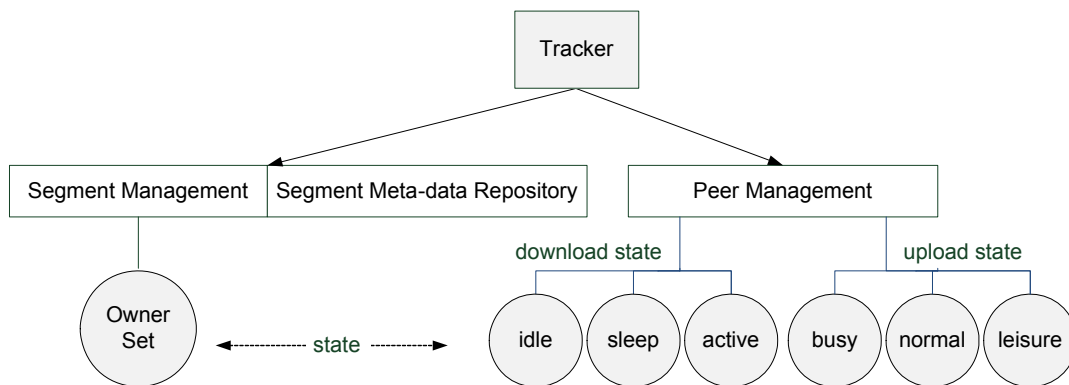 Tracker
Segment Management
Segment Meta-data Repository
Peer Management
download state
upload state
Owner
Set
state
idle
sleep
active
busy
normal
leisure